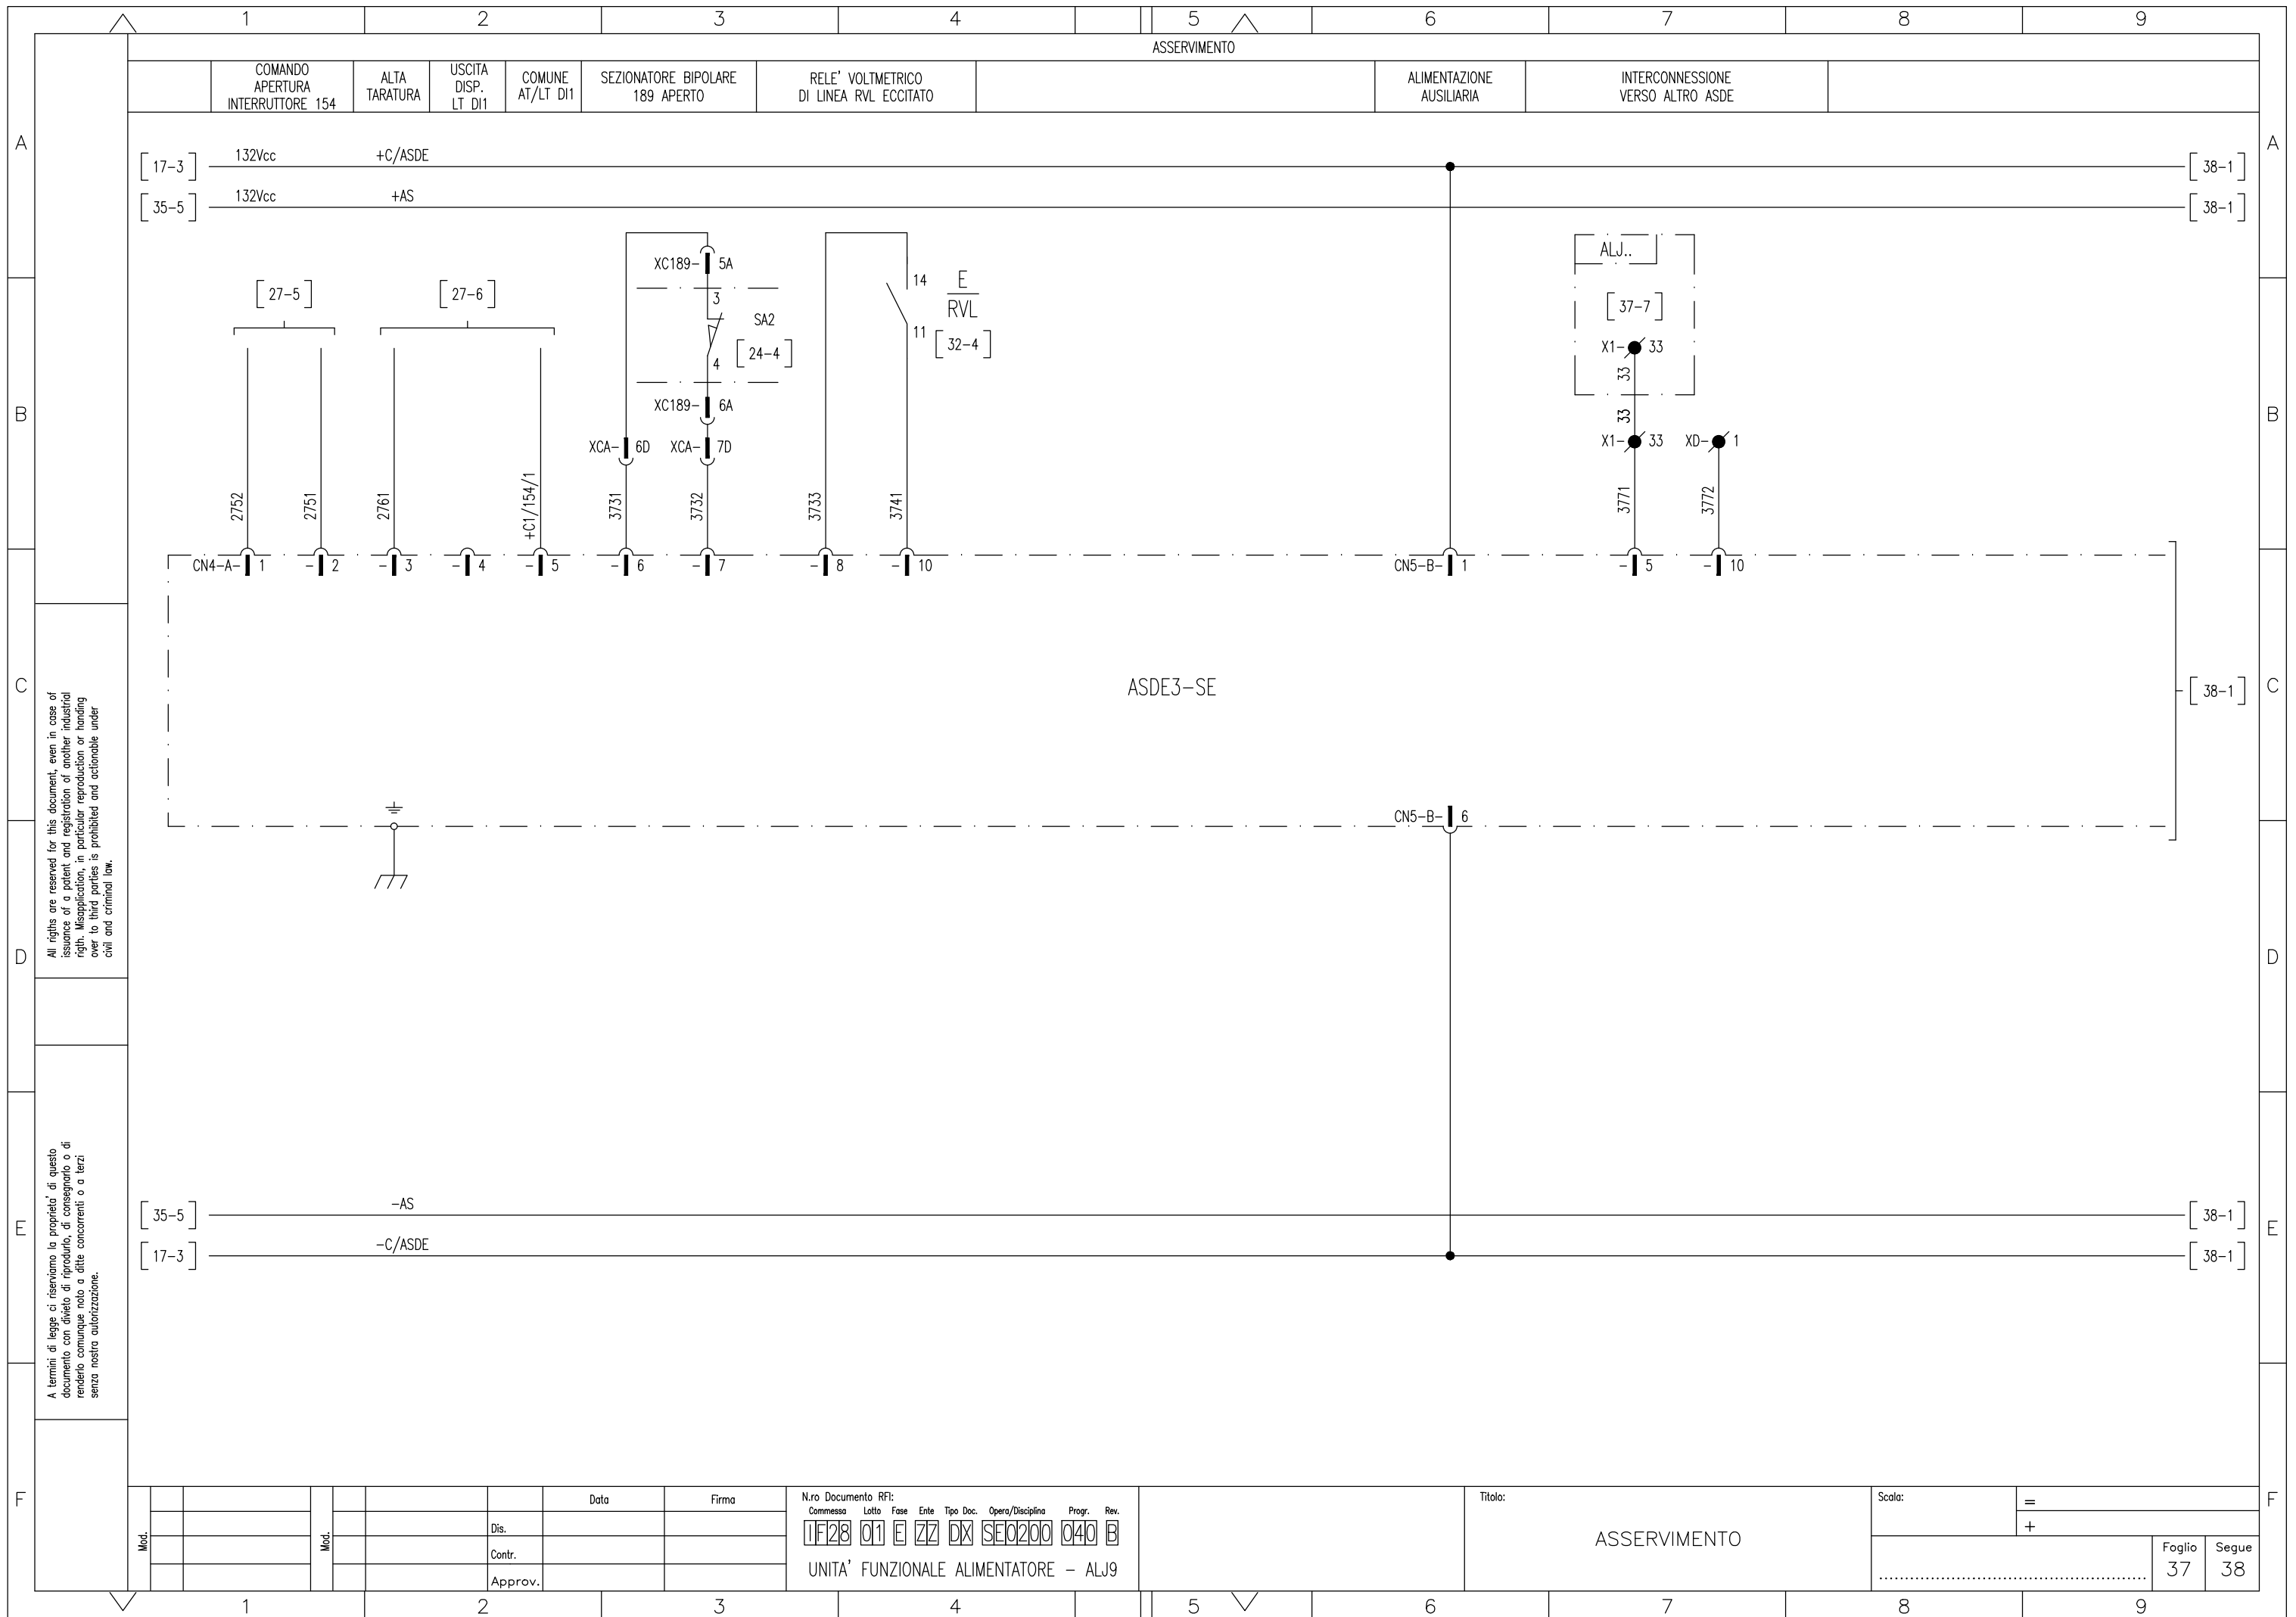 1 2 3 4 5 6 7 8 9
ASSERVIMENTO
COMANDO
APERTURA
INTERRUTTORE 154
ALTA
TARATURA
USCITA
DISP.
LT DI1
COMUNE
AT/LT DI1
SEZIONATORE BIPOLARE
189 APERTO
RELE' VOLTMETRICO
DI LINEA RVL ECCITATO
ALIMENTAZIONE
AUSILIARIA
INTERCONNESSIONE
VERSO ALTRO ASDE
A A
17-3 132Vcc +C/ASDE 38-1
35-5 132Vcc +AS 38-1
XC189- 5A
3
SA2
24-4
4
XC189- 6A
14
E
RVL
11
32-4
ALJ..
37-7
X1- 33
33
33
X1- 33
XD- 1
27-5
27-6
B B
XCA- 6D
XCA- 7D
2752
2751
2761
+C1/154/1
3731
3732
3733
3741
3771
3772
CN4-A- 1
- 2
- 3
- 4
- 5
- 6
- 7
- 8
- 10
CN5-B- 1
- 5
- 10
C C
ASDE3-SE
38-1
CN5-B- 6
D D
All rigths are reserved for this document, even in case of
issuance of a patent and registration of another industrial
rigth. Misapplication, in particular reproduction or handing
over to third parties is prohibited and actionable under
civil and criminal law.
E E
35-5 -AS 38-1
17-3 -C/ASDE 38-1
A termini di legge ci riserviamo la proprieta' di questo
documento con divieto di riprodurlo, di consegnarlo o di
renderlo comunque noto a ditte concorrenti o a terzi
senza nostra autorizzazione.
F F
Mod.
Mod.
Data Firma
Dis.
Contr.
Approv.
N.ro Documento RFI:
Commessa Lotto Fase Ente Tipo Doc. Opera/Disciplina Progr. Rev.
IF28 01 E ZZ DX SE0200 040 B
UNITA' FUNZIONALE ALIMENTATORE - ALJ9
Titolo:
ASSERVIMENTO
Scala:
=
+
Foglio
37
Segue
38
1 2 3 4 5 6 7 8 9